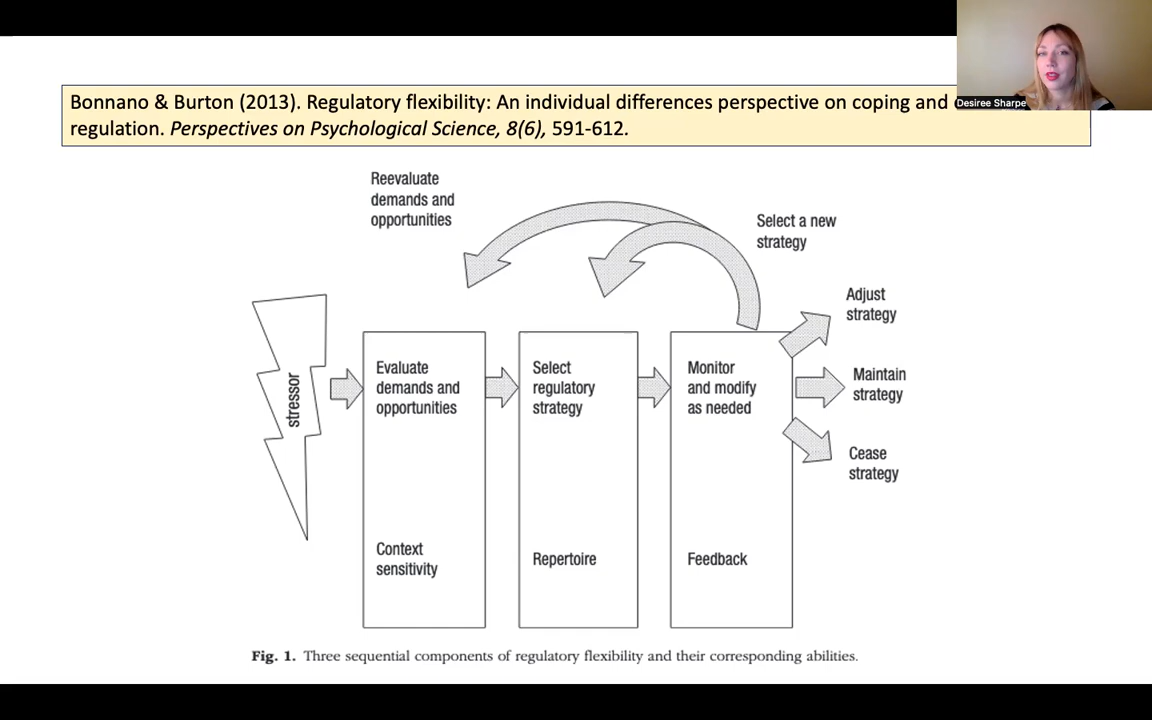 Bonnano & Burton (2013). Regulatory flexibility: An individual differences perspective on coping and
regulation. Perspectives on Psychological Science, 8(6), 591-612.
Desiree Sharpe
Reevaluate
demands and
opportunities
Select a new
strategy
Adjust
strategy
Maintain
strategy
Cease
strategy
stressor
Evaluate
demands and
opportunities
Context
sensitivity
Select
regulatory
strategy
Repertoire
Monitor
and modify
as needed
Feedback
Fig. 1. Three sequential components of regulatory flexibility and their corresponding abilities.